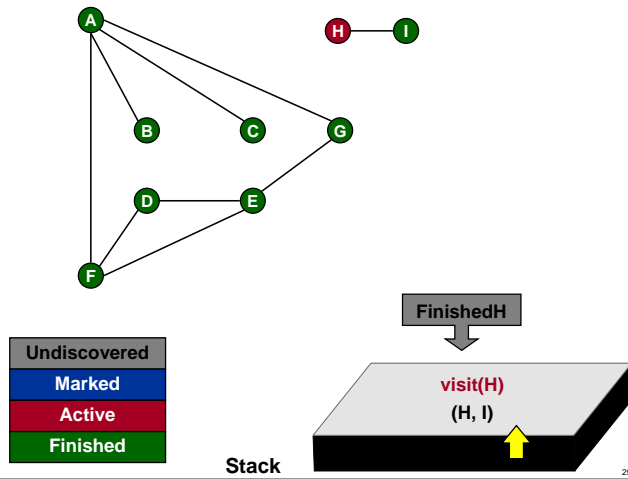 A
H
I
B
C
G
D
E
F
FinishedH
Undiscovered
Marked
Active
Finished
visit(H)
(H, I)
Stack